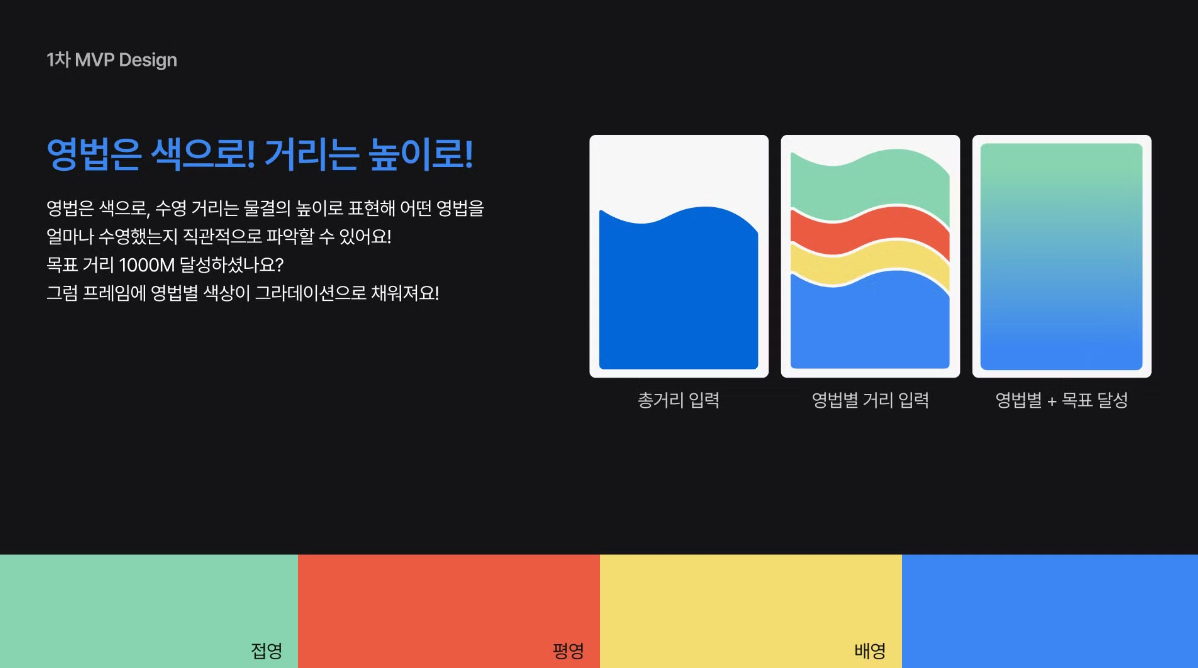 1차 MVP Design
영법은 색으로! 거리는 높이로!
영법은 색으로, 수영 거리는 물결의 높이로 표현해 어떤 영법을
얼마나 수영했는지 직관적으로 파악할 수 있어요!
목표 거리 1000M 달성하셨나요?
그럼 프레임에 영법별 색상이 그라데이션으로 채워져요!
총거리 입력
영법별 거리 입력
영법별 + 목표 달성
접영
평영
배영